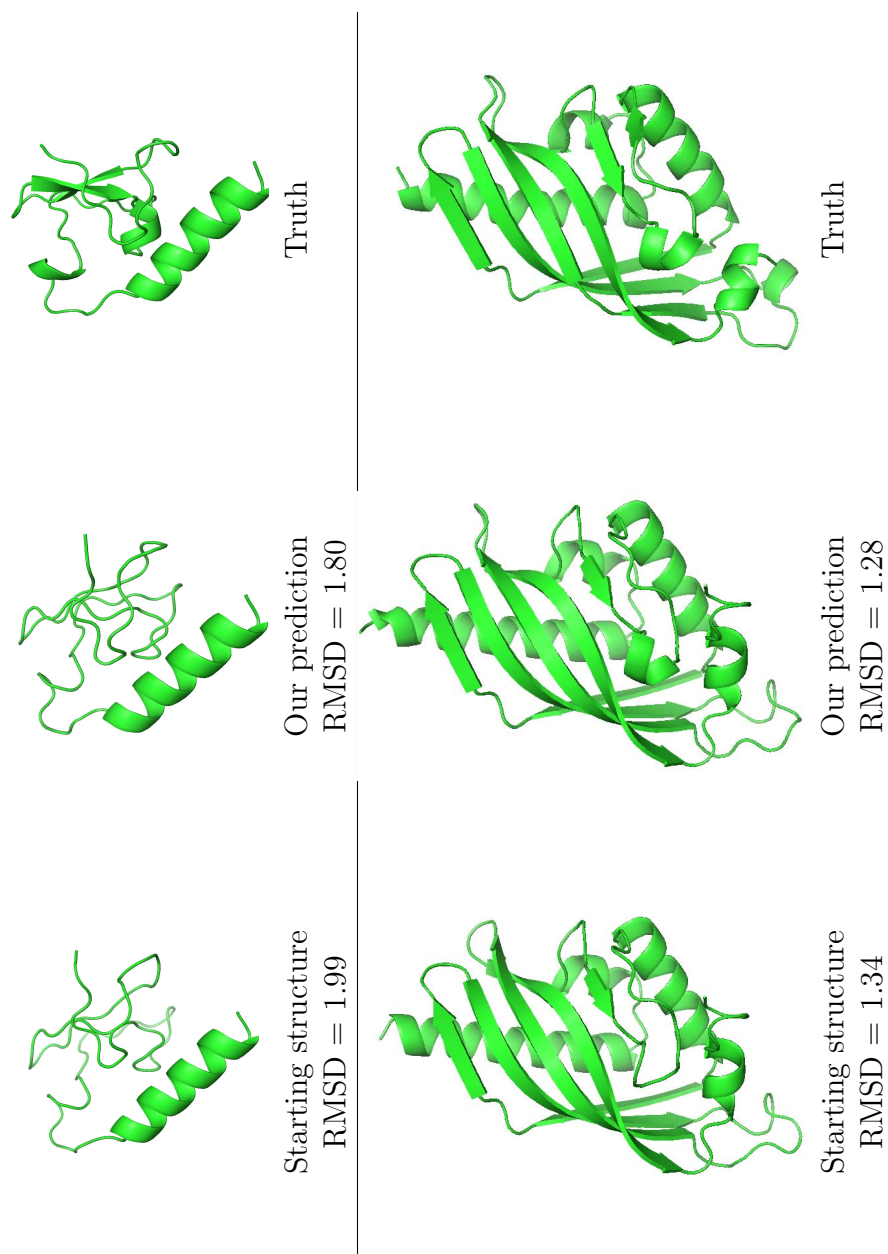 Starting structure
RMSD = 1.99
Our prediction
RMSD = 1.80
Truth
Starting structure
RMSD = 1.34
Our prediction
RMSD = 1.28
Truth